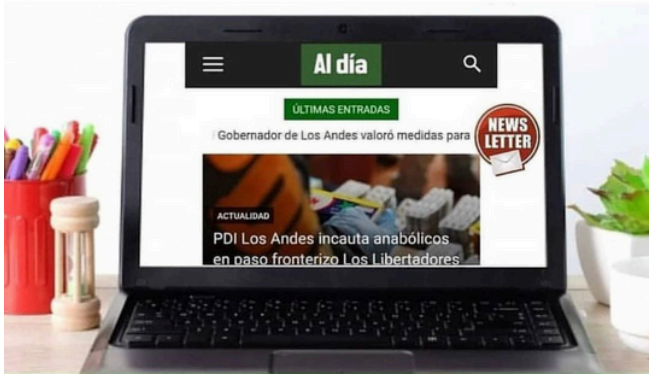 Al día
ÚLTIMAS ENTRADAS
Gobernador de Los Andes valoró medidas para
NEWS
LETTER
ACTUALIDAD
PDI Los Andes incauta anabólicos
en paso fronterizo Los Libertadores